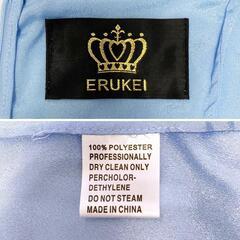 ERUKEI
100% POLYESTER
PROFESSIONALLY
DRY CLEAN ONLY
PERCHOLOR-
DETHYLENE
DO NOT STEAM
MADE IN CHINA